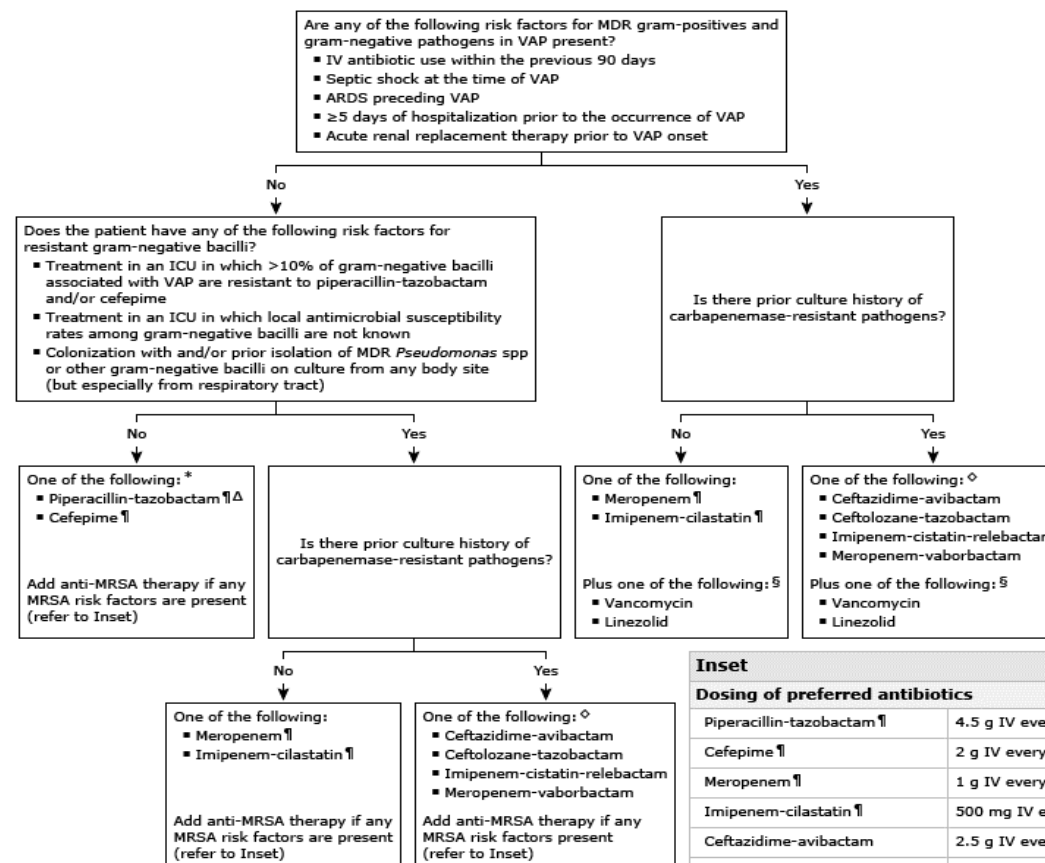 Are any of the following risk factors for MDR gram-positives and
gram-negative pathogens in VAP present?
▪ IV antibiotic use within the previous 90 days
▪ Septic shock at the time of VAP
▪ ARDS preceding VAP
▪ ≥5 days of hospitalization prior to the occurrence of VAP
▪ Acute renal replacement therapy prior to VAP onset
No
Yes
Does the patient have any of the following risk factors for
resistant gram-negative bacilli?
▪ Treatment in an ICU in which >10% of gram-negative bacilli
associated with VAP are resistant to piperacillin-tazobactam
and/or cefepime
▪ Treatment in an ICU in which local antimicrobial susceptibility
rates among gram-negative bacilli are not known
▪ Colonization with and/or prior isolation of MDR Pseudomonas spp
or other gram-negative bacilli on culture from any body site
(but especially from respiratory tract)
Is there prior culture history of
carbapenemase-resistant pathogens?
No
Yes
No
Yes
One of the following: *
▪ Piperacillin-tazobactam ¶Δ
▪ Cefepime ¶
Add anti-MRSA therapy if any
MRSA risk factors are present
(refer to Inset)
Is there prior culture history of
carbapenemase-resistant pathogens?
One of the following:
▪ Meropenem ¶
▪ Imipenem-cilastatin ¶
Plus one of the following: §
▪ Vancomycin
▪ Linezolid
One of the following: ◇
▪ Ceftazidime-avibactam
▪ Ceftolozane-tazobactam
▪ Imipenem-cistatin-relebactam
▪ Meropenem-vaborbactam
Plus one of the following: §
▪ Vancomycin
▪ Linezolid
No
Yes
One of the following:
▪ Meropenem ¶
▪ Imipenem-cilastatin ¶
Add anti-MRSA therapy if any
MRSA risk factors are present
(refer to Inset)
One of the following: ◇
▪ Ceftazidime-avibactam
▪ Ceftolozane-tazobactam
▪ Imipenem-cistatin-relebactam
▪ Meropenem-vaborbactam
Add anti-MRSA therapy if any
MRSA risk factors present
(refer to Inset)
Inset
Dosing of preferred antibiotics
Piperacillin-tazobactam ¶ 4.5 g IV eve
Cefepime ¶ 2 g IV every
Meropenem ¶ 1 g IV every
Imipenem-cilastatin ¶ 500 mg IV e
Ceftazidime-avibactam 2.5 g IV eve